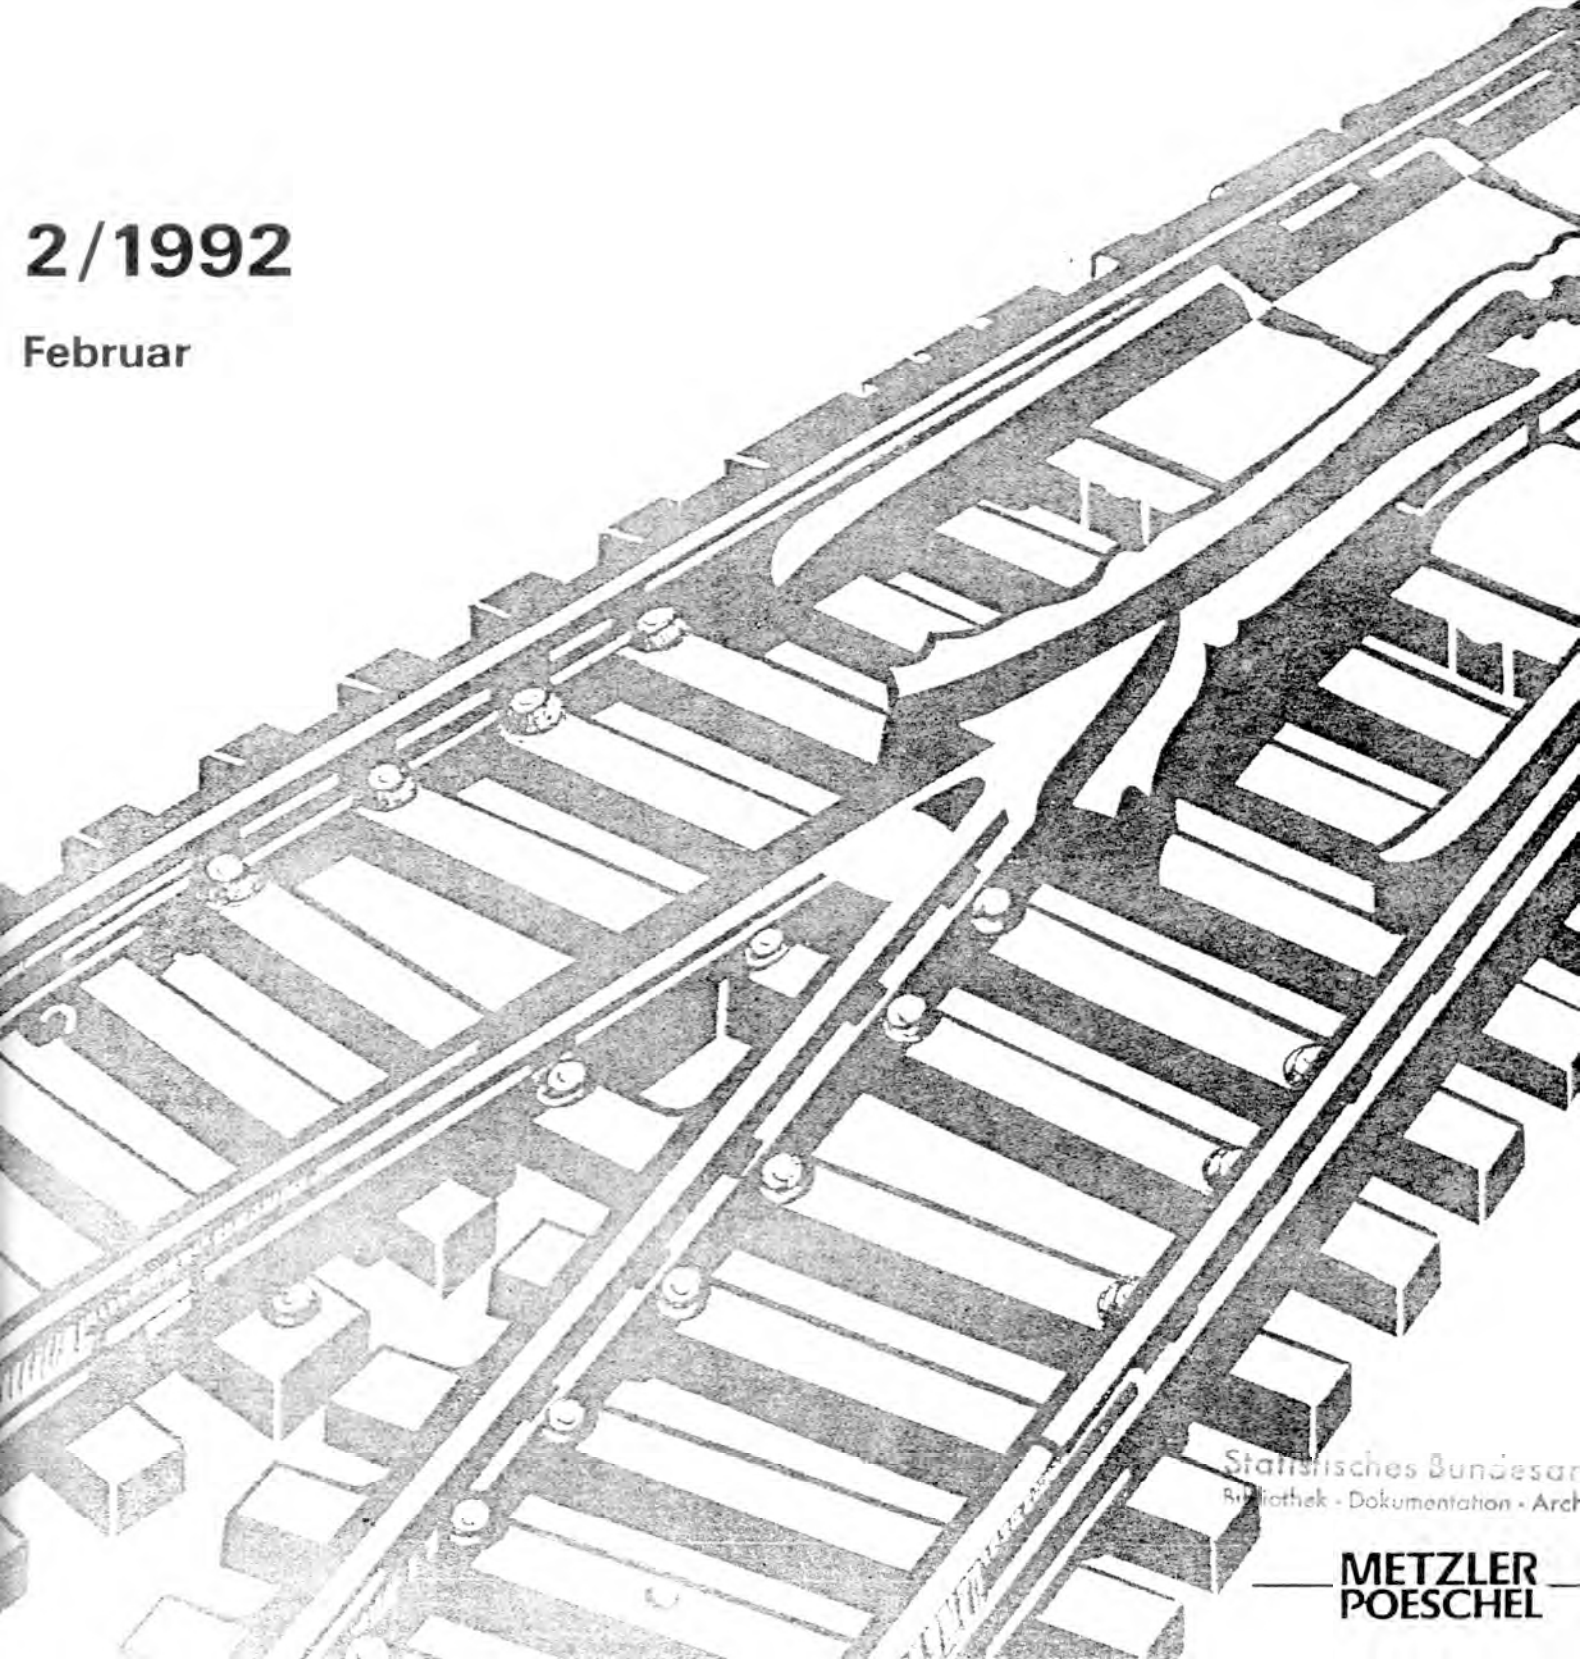 2/1992
Februar
Statistisches Bundesar
Bibliothek - Dokumentation - Arch
METZLER
POESCHEL